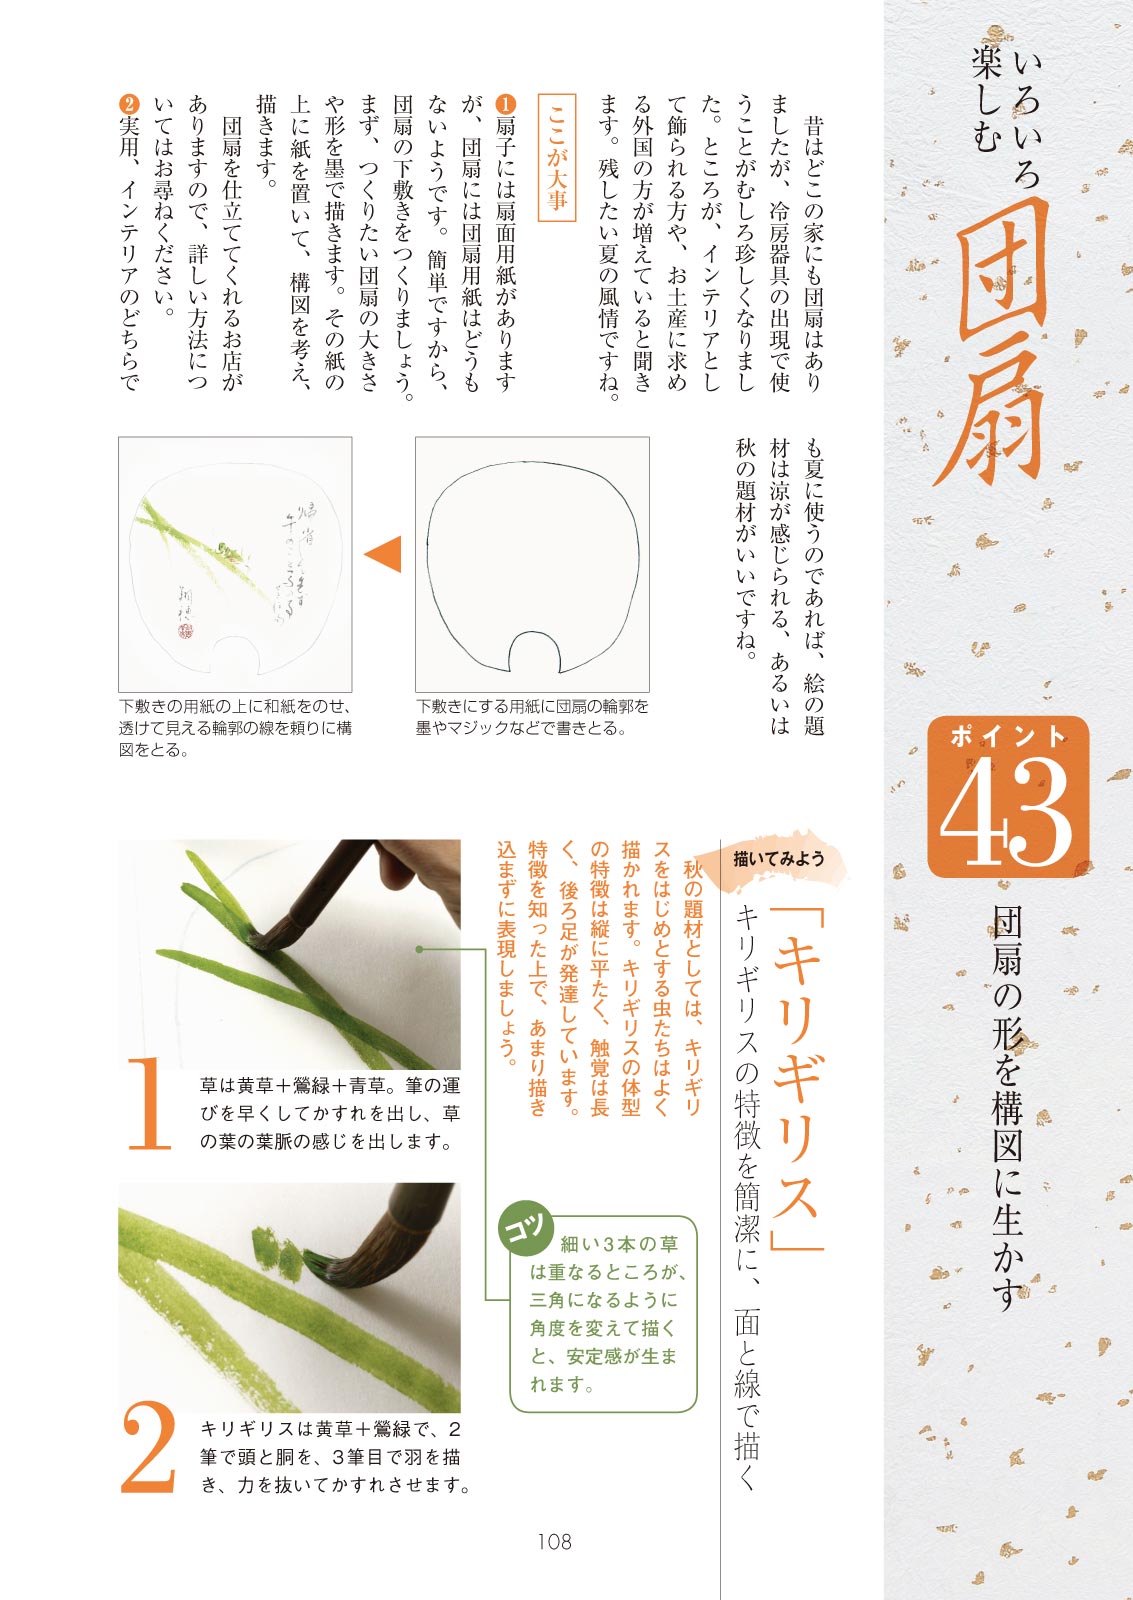 いろいろ
楽しむ
団扇
ポイント
43
団扇の形を構図に生かす
昔はどこの家にも団扇はあり
ましたが、冷房器具の出現で使
うことがむしろ珍しくなりまし
た。ところが、インテリアとし
て飾られる方や、お土産に求め
る外国の方が増えていると聞き
ます。残したい夏の風情ですね。
ここが大事
❶扇子には扇面用紙があります
が、団扇には団扇用紙はどうも
ないようです。簡単ですから、
団扇の下敷きをつくりましょう。
まず、つくりたい団扇の大きさ
や形を墨で描きます。その紙の
上に紙を置いて、構図を考え、
描きます。
団扇を仕立ててくれるお店が
ありますので、詳しい方法につ
いてはお尋ねください。
❷実用、インテリアのどちらで
も夏に使うのであれば、絵の題
材は涼が感じられる、あるいは
秋の題材がいいですね。
下敷きにする用紙に団扇の輪郭を
墨やマジックなどで書きとる。
下敷きの用紙の上に和紙をのせ、
透けて見える輪郭の線を頼りに構
図をとる。
描いてみよう
「キリギリス」
キリギリスの特徴を簡潔に、面と線で描く
秋の題材としては、キリギリ
スをはじめとする虫たちはよく
描かれます。キリギリスの体型
の特徴は縦に平たく、触覚は長
く、後ろ足が発達しています。
特徴を知った上で、あまり描き
込まずに表現しましょう。
1
草は黄草＋鶯緑＋青草。筆の運
びを早くしてかすれを出し、草
の葉の葉脈の感じを出します。
コツ
細い3本の草
は重なるところが、
三角になるように
角度を変えて描く
と、安定感が生ま
れます。
2
キリギリスは黄草＋鶯緑で、2
筆で頭と胴を、3筆目で羽を描
き、力を抜いてかすれさせます。
108